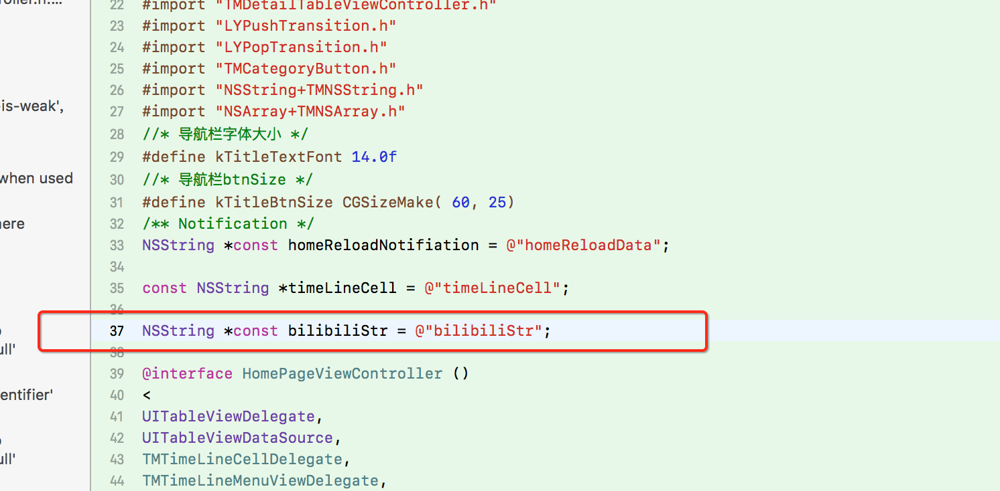 22 #import "TMDetailTableViewController.h"
23 #import "LYPushTransition.h"
24 #import "LYPopTransition.h"
25 #import "TMCategoryButton.h"
26 #import "NSString+TMNSString.h"
27 #import "NSArray+TMNSArray.h"
28 //* 导航栏字体大小 */
29 #define kTitleTextFont 14.0f
30 //* 导航栏btnSize */
31 #define kTitleBtnSize CGSizeMake( 60, 25)
32 /** Notification */
33 NSString *const homeReloadNotifiation = @"homeReloadData";
34
35 const NSString *timeLineCell = @"timeLineCell";
36
37 NSString *const bilibiliStr = @"bilibiliStr";
38
39 @interface HomePageViewController ()
40 <
41 UITableViewDelegate,
42 UITableViewDataSource,
43 TMTimeLineCellDelegate,
44 TMTimeLineMenuViewDelegate,
is-weak',
when used
ull'
entifier'
ull'